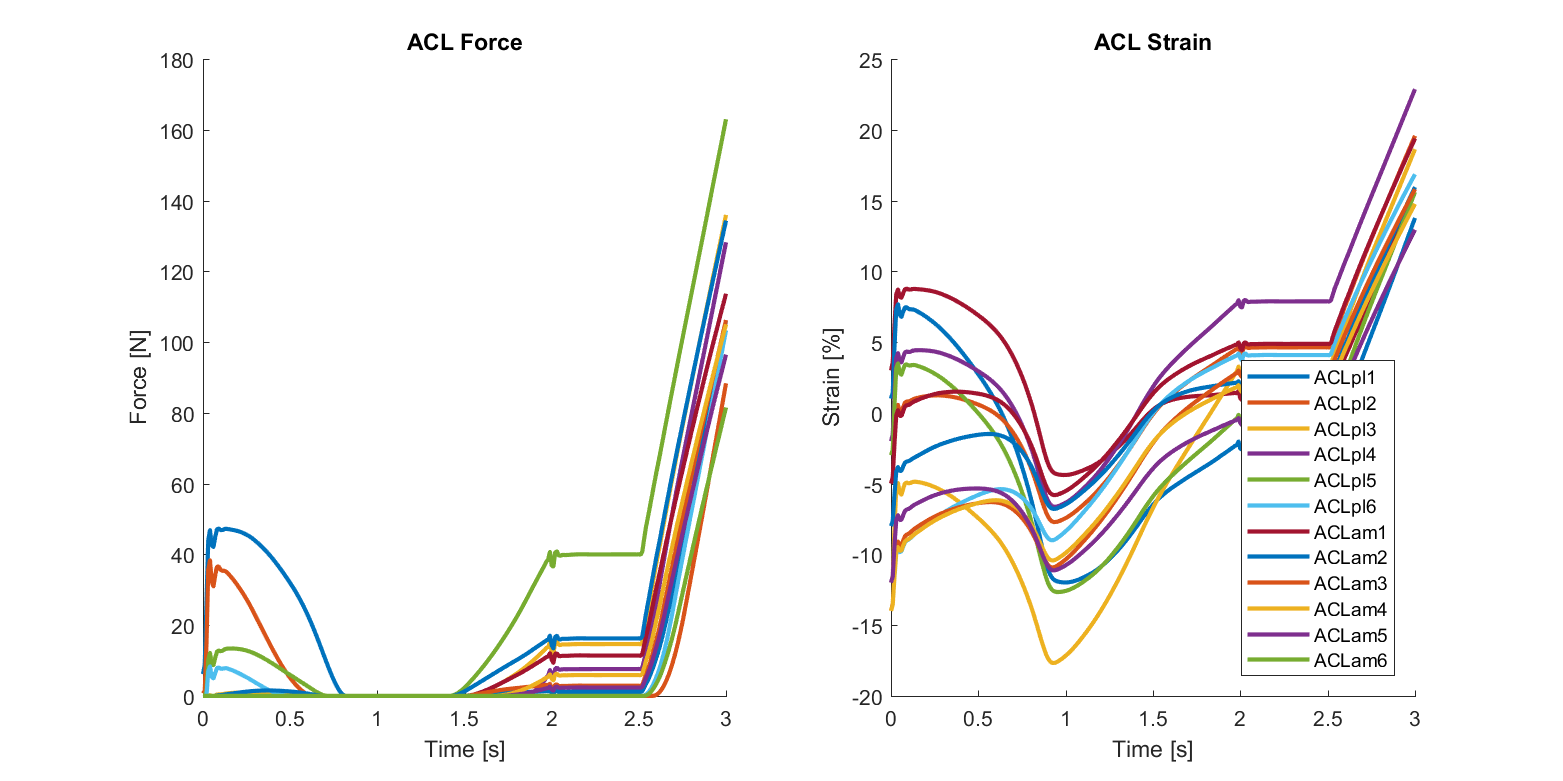 ACL Force
180
160
140
120
100
80
60
40
20
0
Force [N]
0 0.5 1 1.5 2 2.5 3
Time [s]
ACL Strain
25
20
15
10
5
0
-5
-10
-15
-20
Strain [%]
0 0.5 1 1.5 2 2.5 3
Time [s]
ACLpl1
ACLpl2
ACLpl3
ACLpl4
ACLpl5
ACLpl6
ACLam1
ACLam2
ACLam3
ACLam4
ACLam5
ACLam6